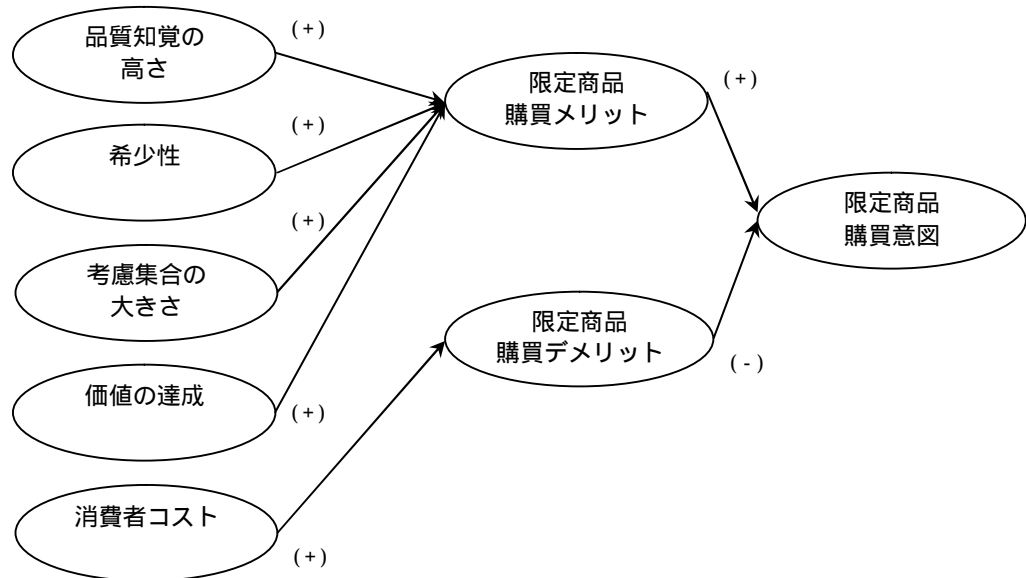 品質知覚の
高さ
(+)
希少性
(+)
考慮集合の
大きさ
(+)
価値の達成
(+)
消費者コスト
(+)
限定商品
購買メリット
(+)
限定商品
購買デメリット
(-)
限定商品
購買意図